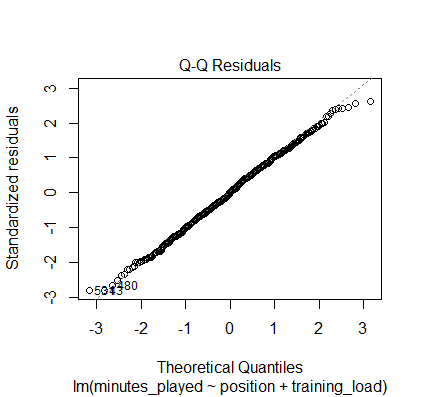 Q-Q Residuals
Standardized residuals
3
2
1
0
-1
-2
-3
480
-3 -2 -1 0 1 2 3
Theoretical Quantiles
lm(minutes_played ~ position + training_load)